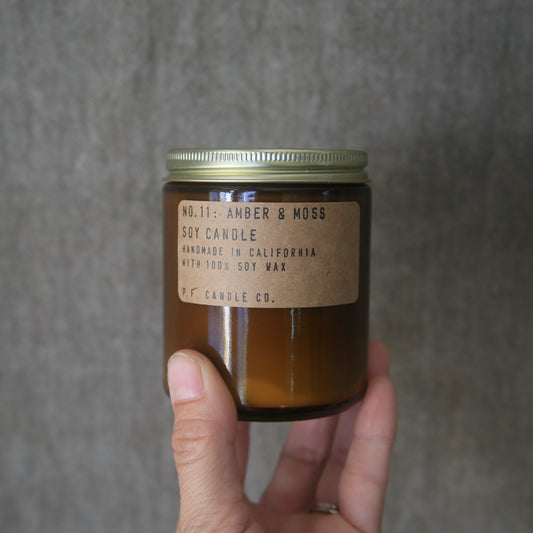 NO.11: AMBER & MOSS
SOY CANDLE
HANDMADE IN CALIFORNIA
WITH 100% SOY WAX
P.F. CANDLE CO.